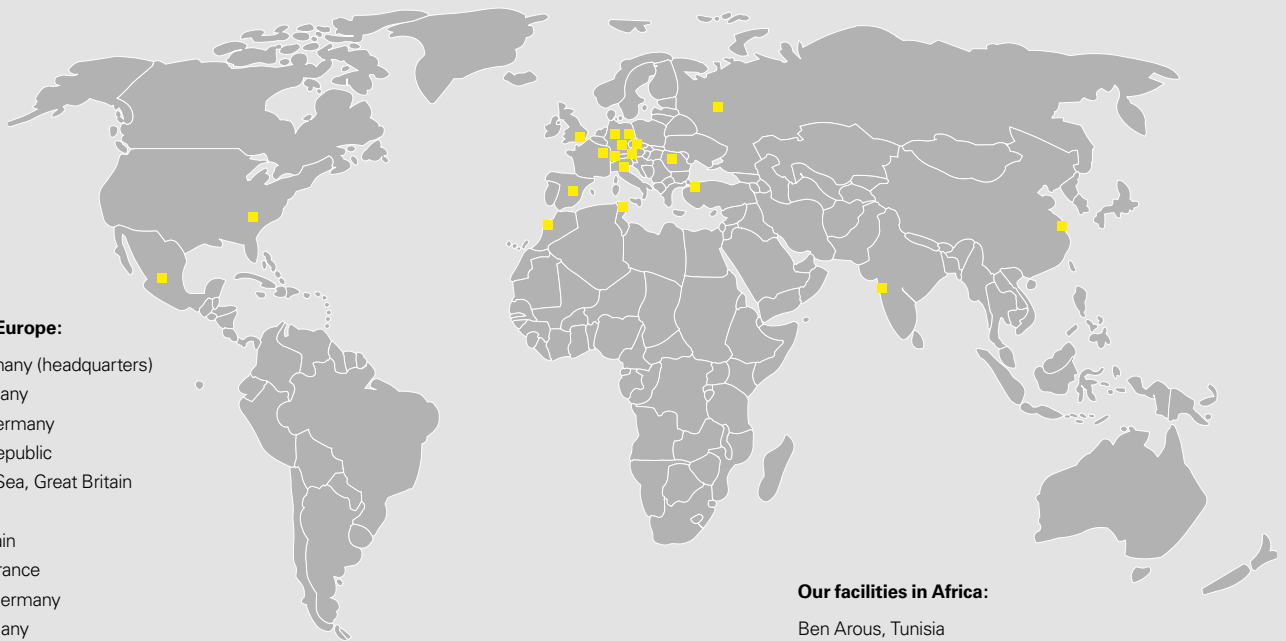 Europe:
many (headquarters)
any
ermany
epublic
Sea, Great Britain
ain
rance
ermany
any
Our facilities in Africa:
Ben Arous, Tunisia